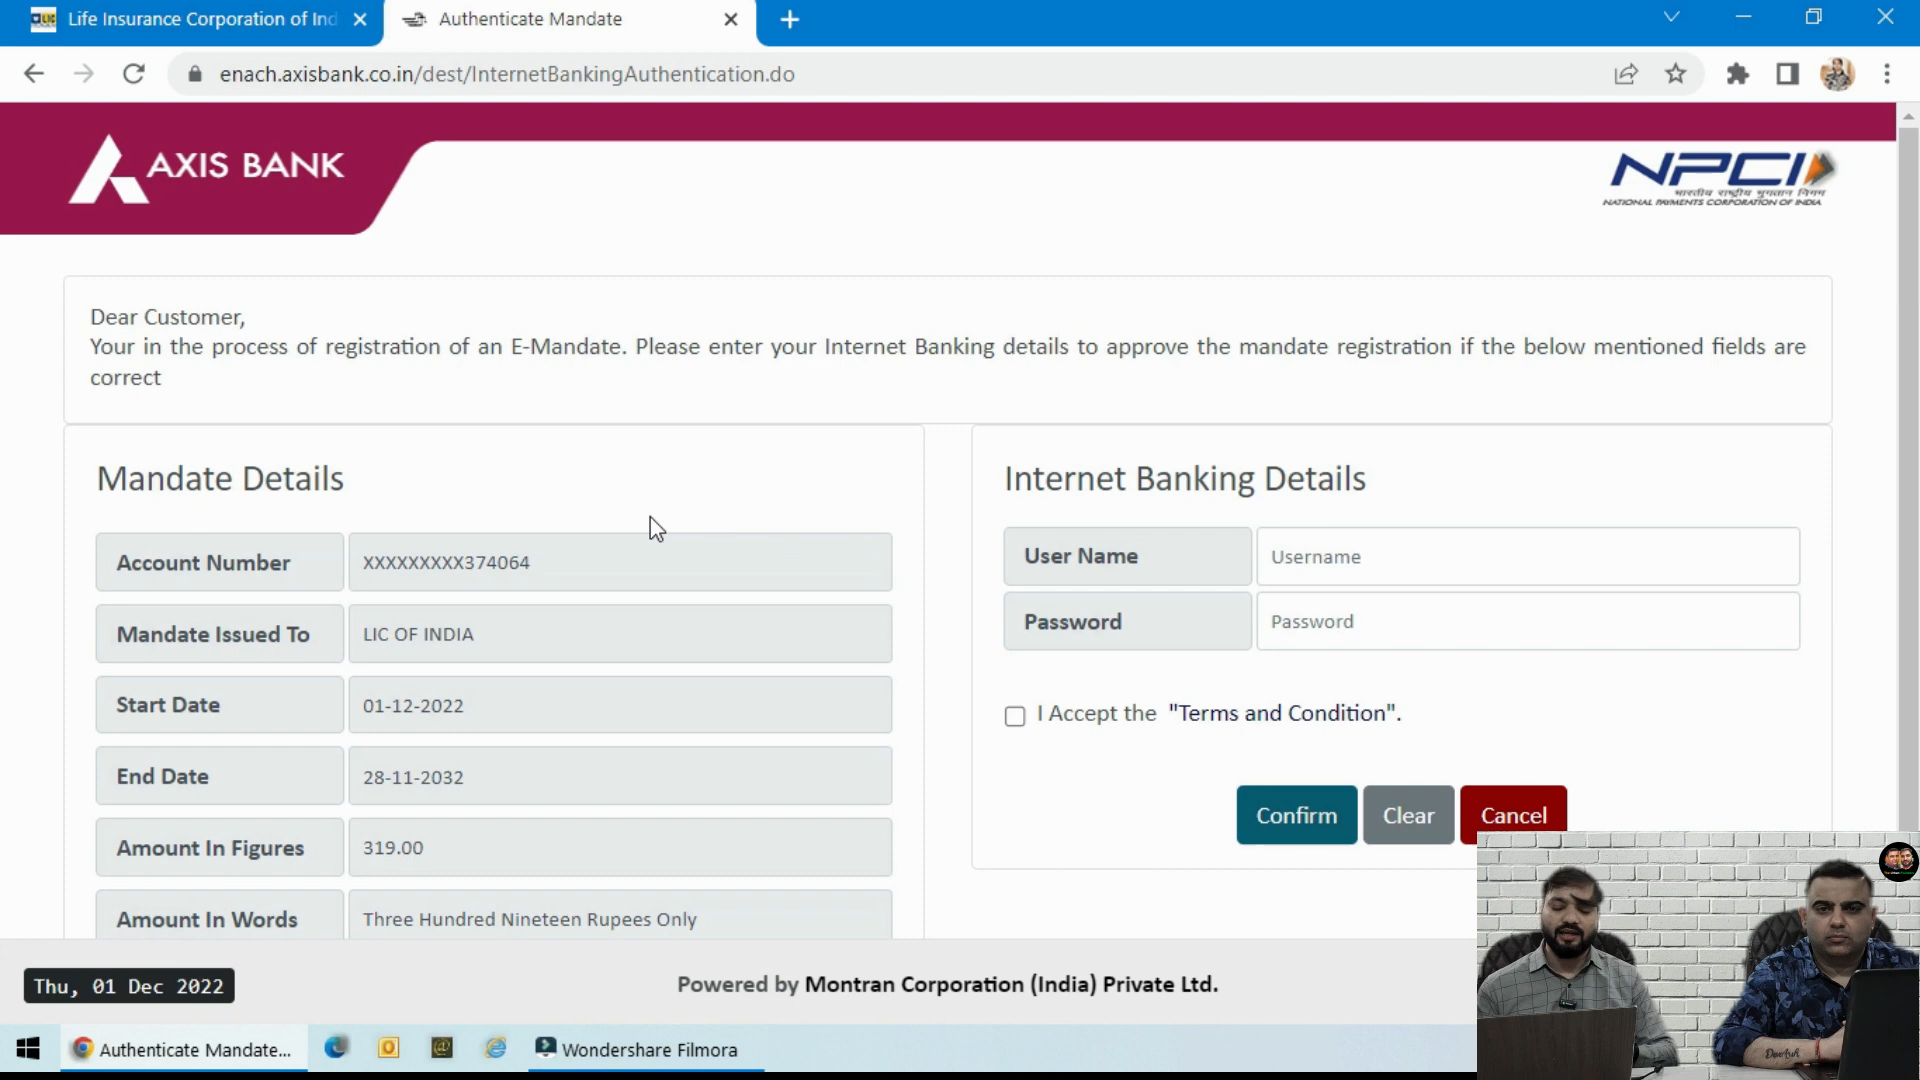 Life Insurance Corporation of Ind
Authenticate Mandate
enach.axisbank.co.in/dest/InternetBankingAuthentication.do
AXIS BANK
NPCI
भारतीय राष्ट्रीय भुगतान निगम
NATIONAL PAYMENTS CORPORATION OF INDIA
Dear Customer,
Your in the process of registration of an E-Mandate. Please enter your Internet Banking details to approve the mandate registration if the below mentioned fields are
correct
Mandate Details
Account Number XXXXXXXXX374064
Mandate Issued To LIC OF INDIA
Start Date 01-12-2022
End Date 28-11-2032
Amount In Figures 319.00
Amount In Words Three Hundred Nineteen Rupees Only
Internet Banking Details
User Name Username
Password Password
I Accept the "Terms and Condition".
Confirm Clear Cancel
Thu, 01 Dec 2022
Powered by Montran Corporation (India) Private Ltd.
Authenticate Mandate...
Wondershare Filmora